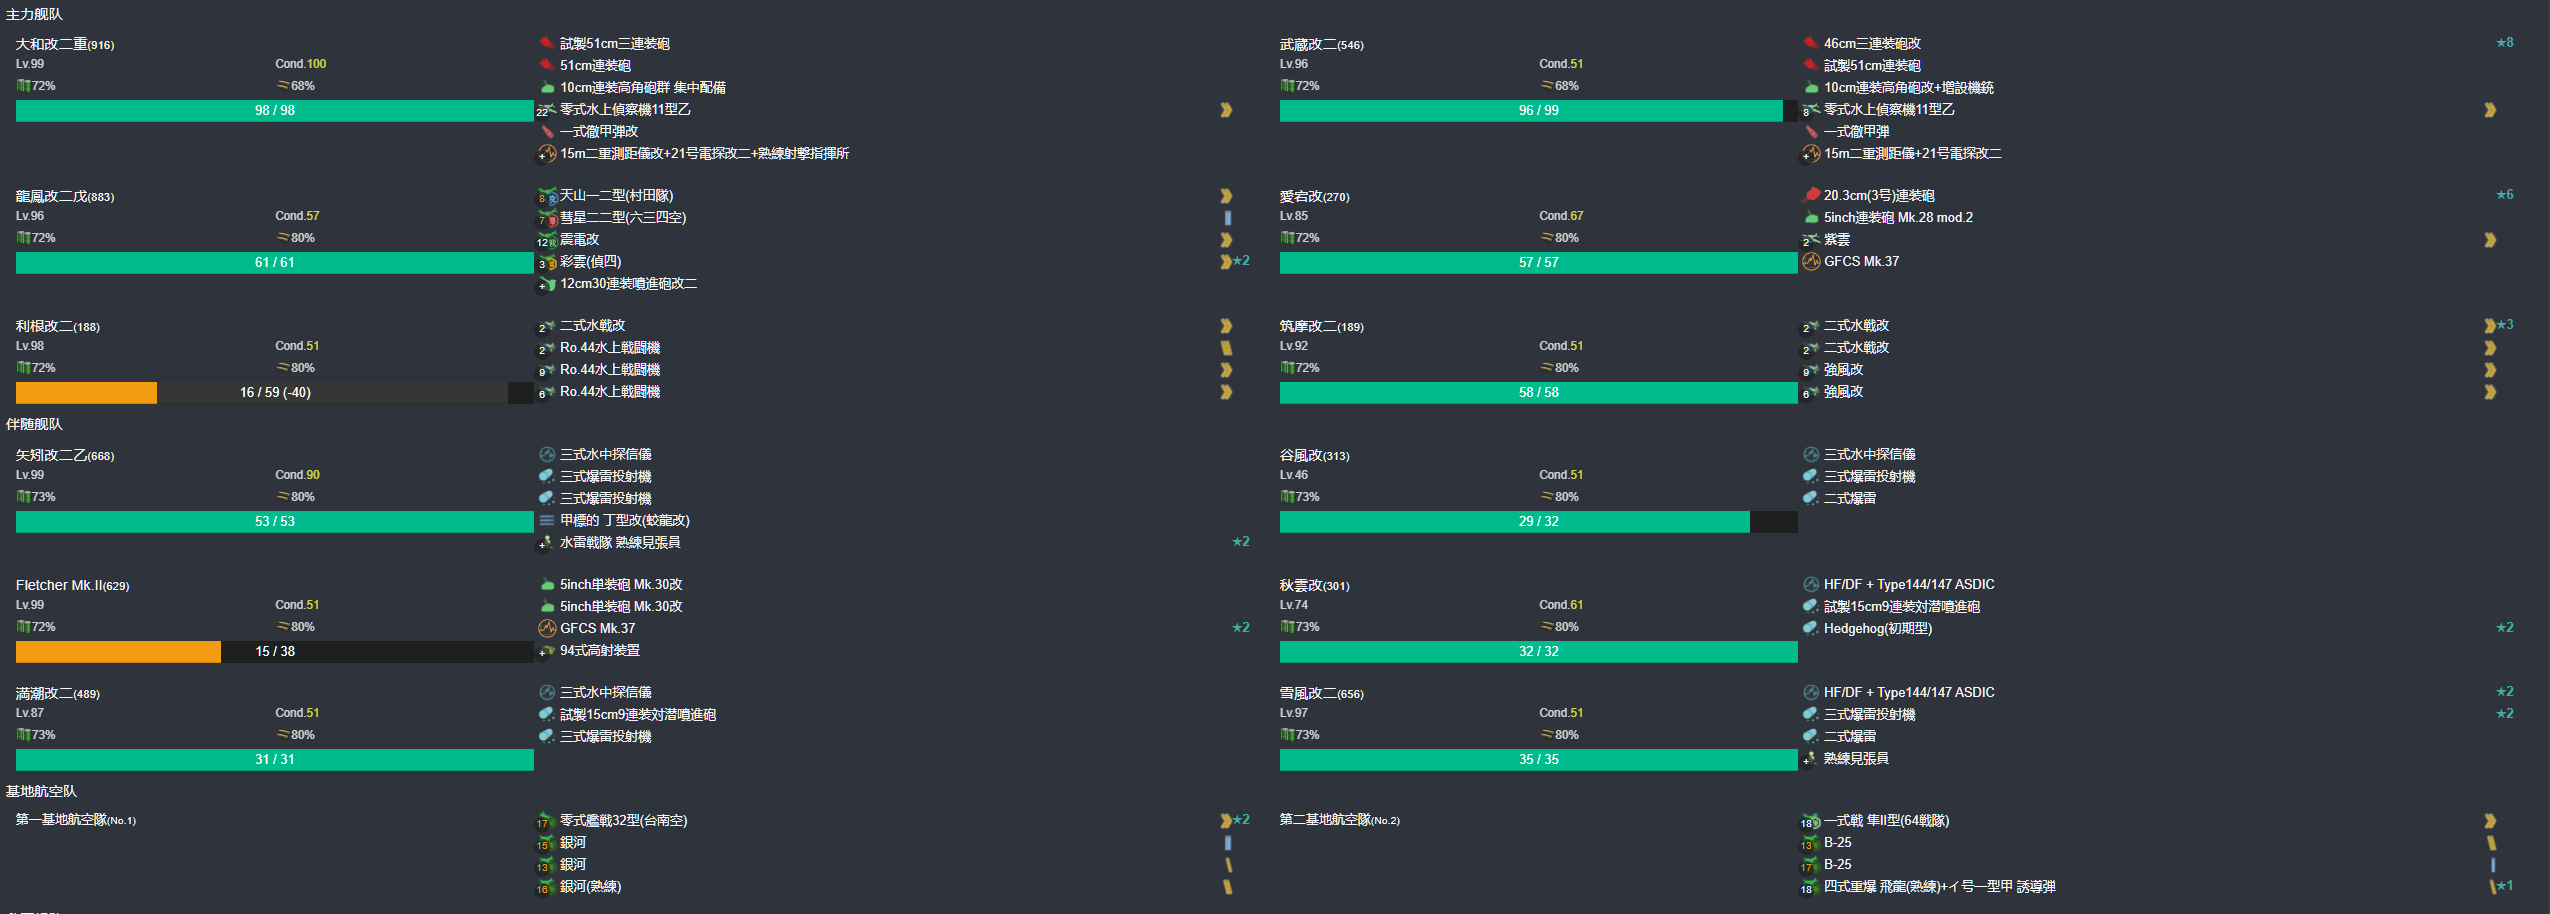 主力舰队
大和改二重(916)
Lv.99 Cond.100
72% 68%
98 / 98
試製51cm三連装砲
51cm連装砲
10cm連装高角砲群 集中配備
22 零式水上偵察機11型乙
一式徹甲弾改
+ 15m二重測距儀改+21号電探改二+熟練射撃指揮所
武蔵改二(546)
Lv.96 Cond.51
72% 68%
96 / 99
46cm三連装砲改 ★8
試製51cm連装砲
10cm連装高角砲改+増設機銃
8 零式水上偵察機11型乙
一式徹甲弾
+ 15m二重測距儀+21号電探改二
龍鳳改二戊(883)
Lv.96 Cond.57
72% 80%
61 / 61
8 天山一二型(村田隊)
7 彗星二二型(六三四空)
12 震電改
3 彩雲(偵四) ★2
+ 12cm30連装噴進砲改二
愛宕改(270)
Lv.85 Cond.67
72% 80%
57 / 57
20.3cm(3号)連装砲 ★6
5inch連装砲 Mk.28 mod.2
2 紫雲
GFCS Mk.37
利根改二(188)
Lv.98 Cond.51
72% 80%
16 / 59 (-40)
2 二式水戦改
2 Ro.44水上戦闘機
9 Ro.44水上戦闘機
6 Ro.44水上戦闘機
筑摩改二(189)
Lv.92 Cond.51
72% 80%
58 / 58
2 二式水戦改 ★3
2 二式水戦改
9 強風改
6 強風改
伴随舰队
矢矧改二乙(668)
Lv.99 Cond.90
73% 80%
53 / 53
三式水中探信儀
三式爆雷投射機
三式爆雷投射機
甲標的 丁型改(蛟龍改)
+ 水雷戦隊 熟練見張員 ★2
谷風改(313)
Lv.46 Cond.51
73% 80%
29 / 32
三式水中探信儀
三式爆雷投射機
二式爆雷
Fletcher Mk.II(629)
Lv.99 Cond.51
72% 80%
15 / 38
5inch単装砲 Mk.30改
5inch単装砲 Mk.30改
GFCS Mk.37 ★2
+ 94式高射装置
秋雲改(301)
Lv.74 Cond.61
73% 80%
32 / 32
HF/DF + Type144/147 ASDIC
試製15cm9連装対潜噴進砲
Hedgehog(初期型) ★2
満潮改二(489)
Lv.87 Cond.51
73% 80%
31 / 31
三式水中探信儀
試製15cm9連装対潜噴進砲
三式爆雷投射機
雪風改二(656)
Lv.97 Cond.51
73% 80%
35 / 35
HF/DF + Type144/147 ASDIC ★2
三式爆雷投射機 ★2
二式爆雷
+ 熟練見張員
基地航空队
第一基地航空隊(No.1)
17 零式艦戦32型(台南空) ★2
15 銀河
13 銀河
16 銀河(熟練)
第二基地航空隊(No.2)
18 一式戦 隼II型(64戦隊)
13 B-25
17 B-25
18 四式重爆 飛龍(熟練)+イ号一型甲 誘導弾 ★1